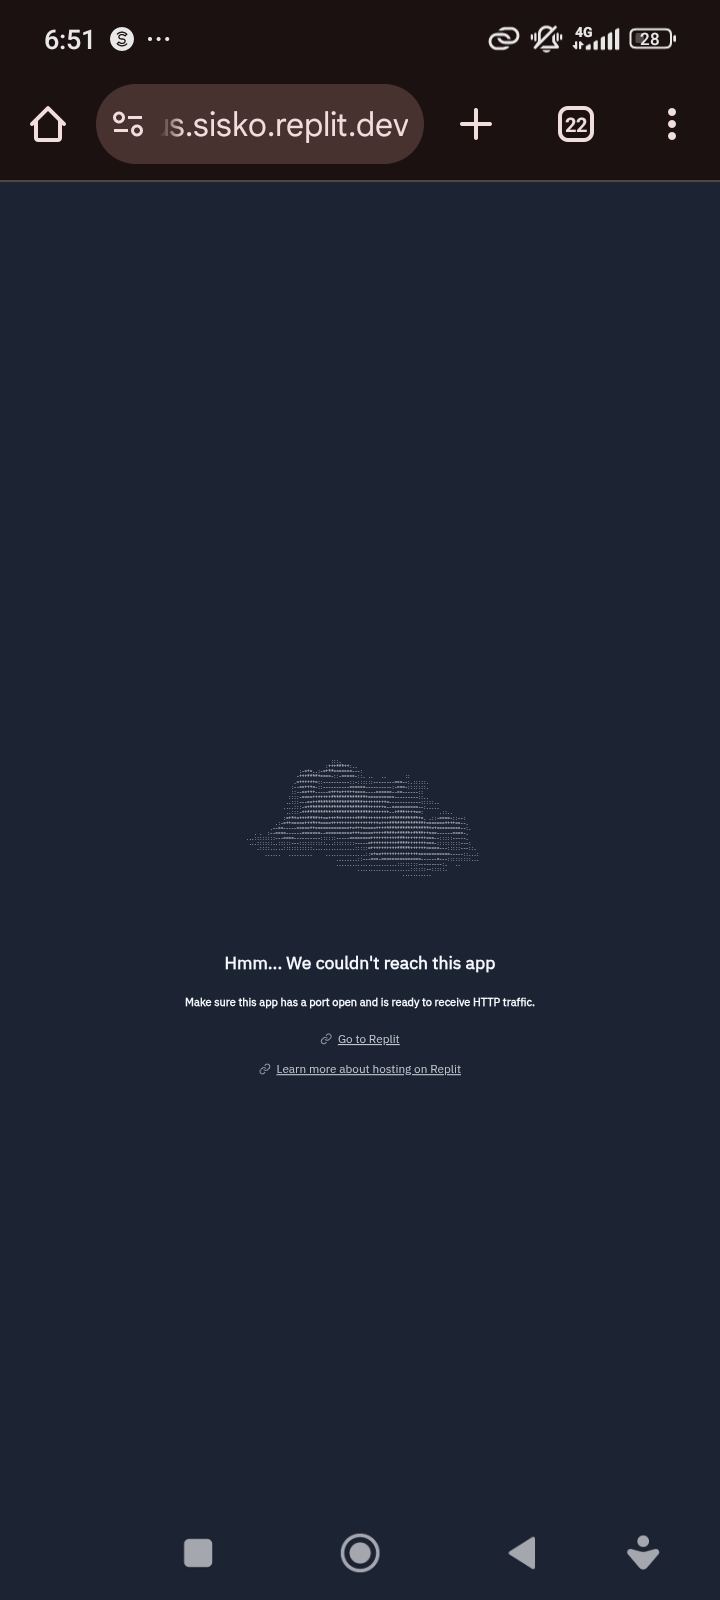 6:51
4G
28
s.sisko.replit.dev
22
Hmm... We couldn't reach this app
Make sure this app has a port open and is ready to receive HTTP traffic.
Go to Replit
Learn more about hosting on Replit